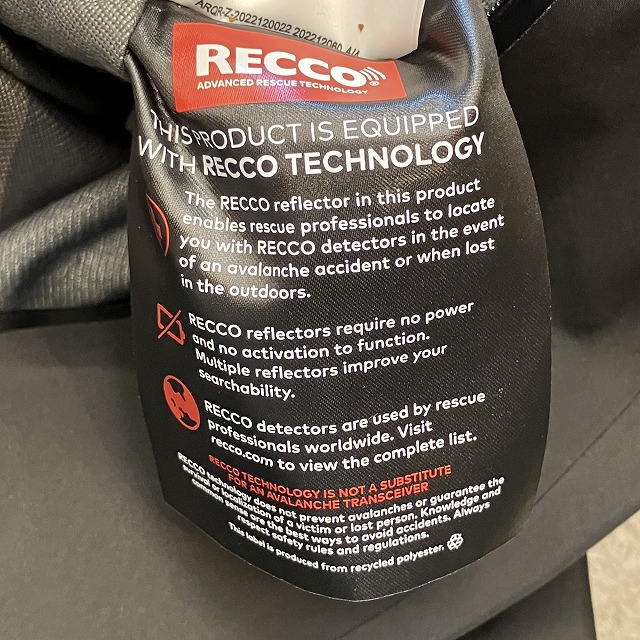 ARQR-Z-2022120022 202212080 4/4
RECCO
ADVANCED RESCUE TECHNOLOGY
THIS PRODUCT IS EQUIPPED
WITH RECCO TECHNOLOGY
The RECCO reflector in this product
enables rescue professionals to locate
you with RECCO detectors in the event
of an avalanche accident or when lost
in the outdoors.
RECCO reflectors require no power
and no activation to function.
Multiple reflectors improve your
searchability.
RECCO detectors are used by rescue
professionals worldwide. Visit
recco.com to view the complete list.
RECCO TECHNOLOGY IS NOT A SUBSTITUTE
FOR AN AVALANCHE TRANSCEIVER
RECCO technology does not prevent avalanches or guarantee the
survival or localization of a victim or lost person. Knowledge and
common sense are the best ways to avoid accidents. Always
respect safety rules and regulations.
This label is produced from recycled polyester.